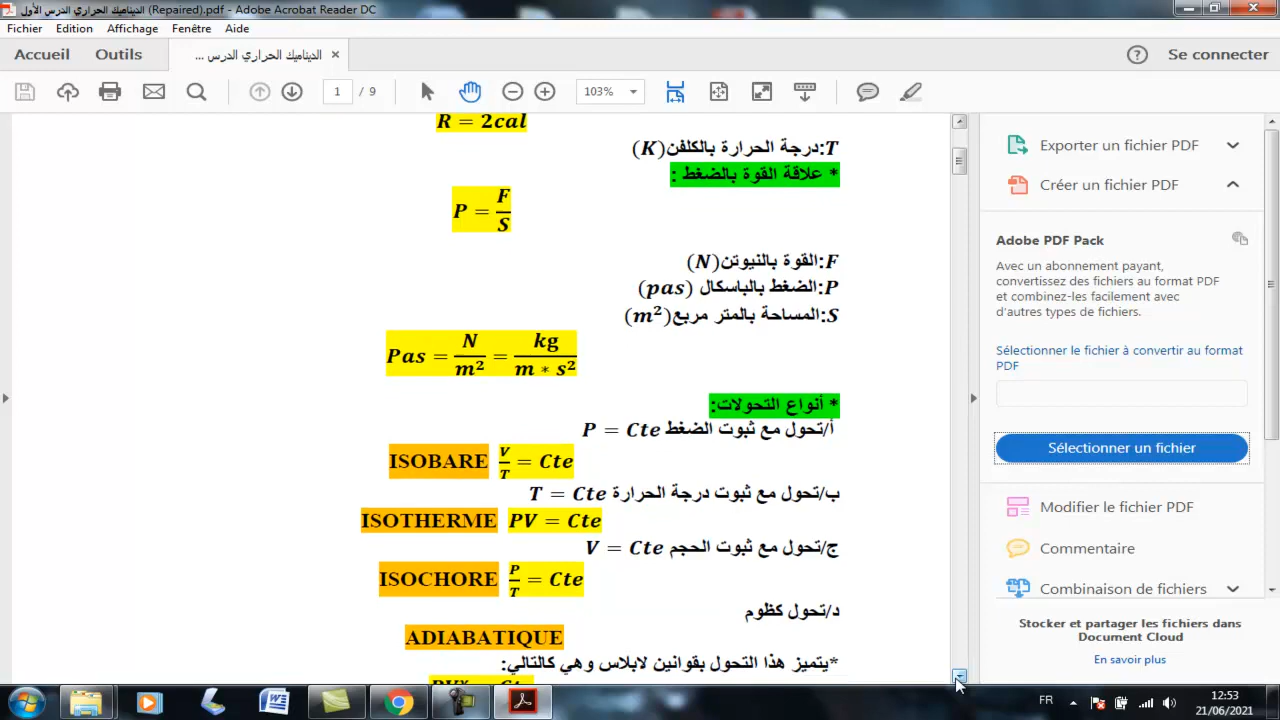 الديناميك الحراري الدرس الأول (Repaired).pdf - Adobe Acrobat Reader DC
Fichier Edition Affichage Fenêtre Aide
Accueil Outils الديناميك الحراري الدرس ... × Se connecter
1 / 9 103%
R = 2cal
T:درجة الحرارة بالكلفن(K)
* علاقة القوة بالضغط :
P = F/S
F:القوة بالنيوتن(N)
P:الضغط بالباسكال (pas)
S:المساحة بالمتر مربع(m²)
Pas = N/m² = kg/(m * s²)
* أنواع التحولات:
أ/تحول مع ثبوت الضغط P = Cte
ISOBARE V/T = Cte
ب/تحول مع ثبوت درجة الحرارة T = Cte
ISOTHERME PV = Cte
ج/تحول مع ثبوت الحجم V = Cte
ISOCHORE P/T = Cte
د/تحول كظوم
ADIABATIQUE
*يتميز هذا التحول بقوانين لابلاس وهي كالتالي:
Exporter un fichier PDF
Créer un fichier PDF
Adobe PDF Pack
Avec un abonnement payant,
convertissez des fichiers au format PDF
et combinez-les facilement avec
d'autres types de fichiers.
Sélectionner le fichier à convertir au format
PDF
Sélectionner un fichier
Modifier le fichier PDF
Commentaire
Combinaison de fichiers
Stocker et partager les fichiers dans
Document Cloud
En savoir plus
FR 12:53
21/06/2021